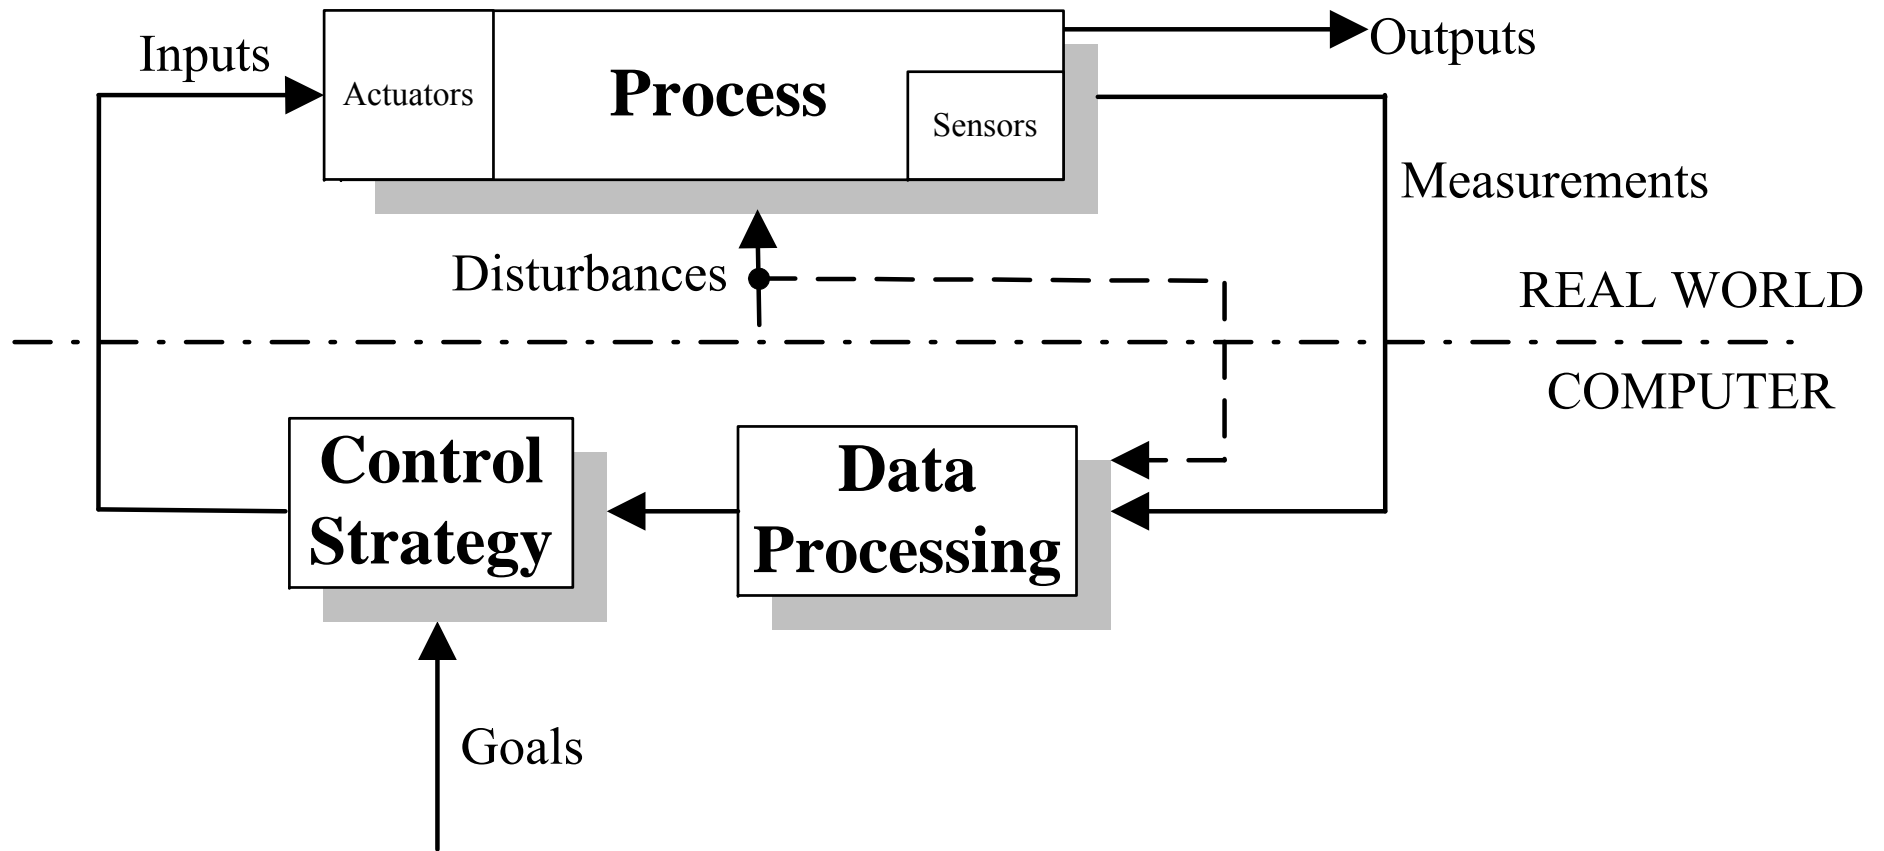 Inputs
Actuators
Process
Sensors
Outputs
Measurements
Disturbances
REAL WORLD
COMPUTER
Control
Strategy
Data
Processing
Goals